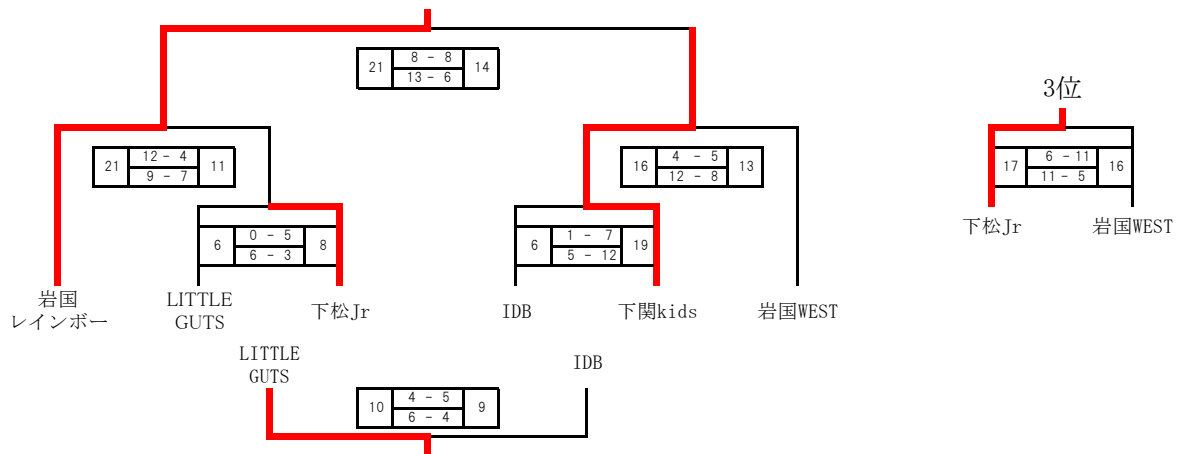 21 8 - 8 14
13 - 6
3位
21 12 - 4 11
9 - 7
16 4 - 5 13
12 - 8
17 6 - 11 16
11 - 5
6 0 - 5 8
6 - 3
6 1 - 7 19
5 - 12
下松Jr 岩国WEST
岩国
レインボー
LITTLE
GUTS
下松Jr
IDB
下関kids
岩国WEST
LITTLE
GUTS
IDB
10 4 - 5 9
6 - 4